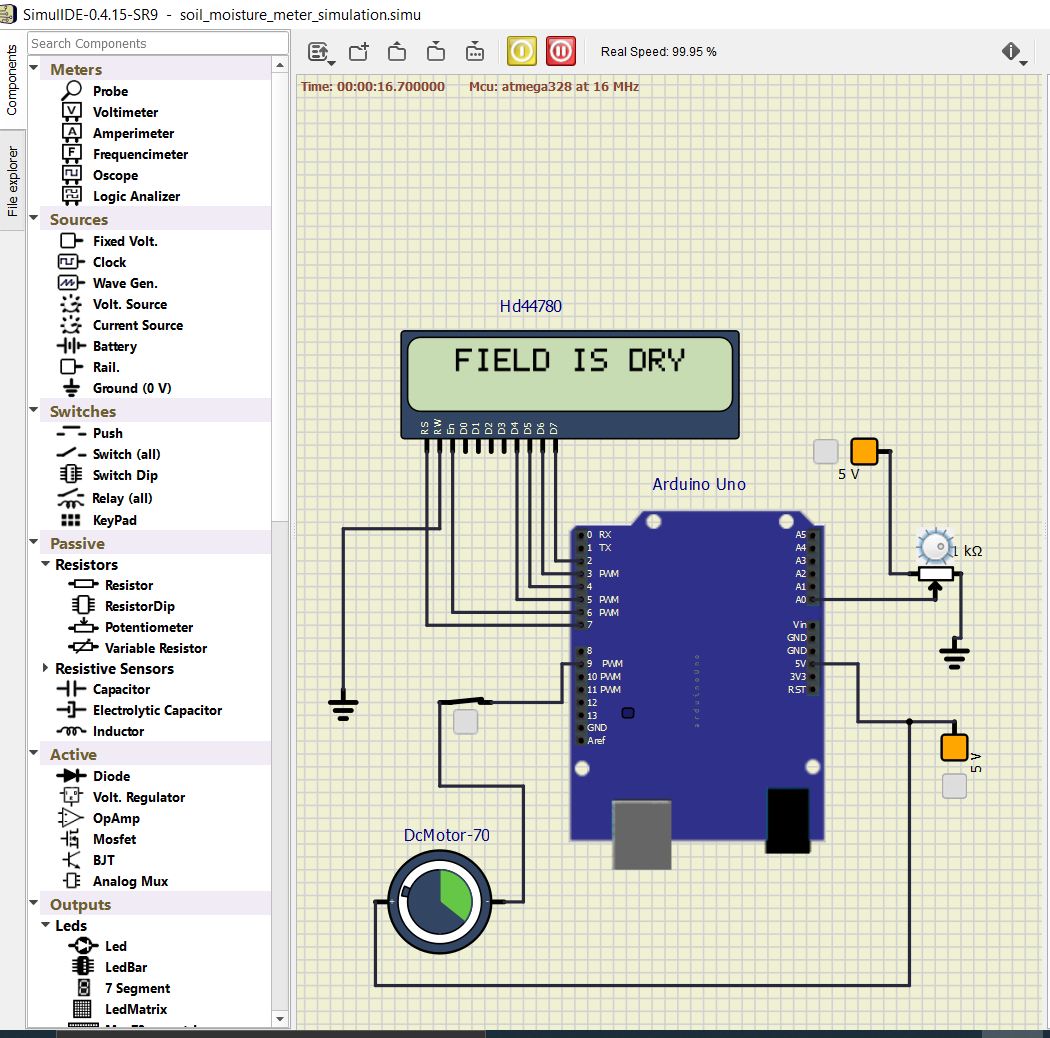 SimulIDE-0.4.15-SR9 - soil_moisture_meter_simulation.simu
Components
File explorer
Search Components
Meters
Probe
Voltimeter
Amperimeter
Frequencimeter
Oscope
Logic Analizer
Sources
Fixed Volt.
Clock
Wave Gen.
Volt. Source
Current Source
Battery
Rail.
Ground (0 V)
Switches
Push
Switch (all)
Switch Dip
Relay (all)
KeyPad
Passive
Resistors
Resistor
ResistorDip
Potentiometer
Variable Resistor
Resistive Sensors
Capacitor
Electrolytic Capacitor
Inductor
Active
Diode
Volt. Regulator
OpAmp
Mosfet
BJT
Analog Mux
Outputs
Leds
Led
LedBar
7 Segment
LedMatrix
Real Speed: 99.95 %
Time: 00:00:16.700000 Mcu: atmega328 at 16 MHz
Hd44780
FIELD IS DRY
RS RW En D0 D1 D2 D3 D4 D5 D6 D7
5 V
Arduino Uno
0 RX
1 TX
2
3 PWM
4
5 PWM
6 PWM
7
8
9 PWM
10 PWM
11 PWM
12
13
GND
Aref
A5
A4
A3
A2
A1
A0
Vin
GND
GND
5V
3V3
RST
arduinoUno
1 kΩ
5 V
DcMotor-70
+ -